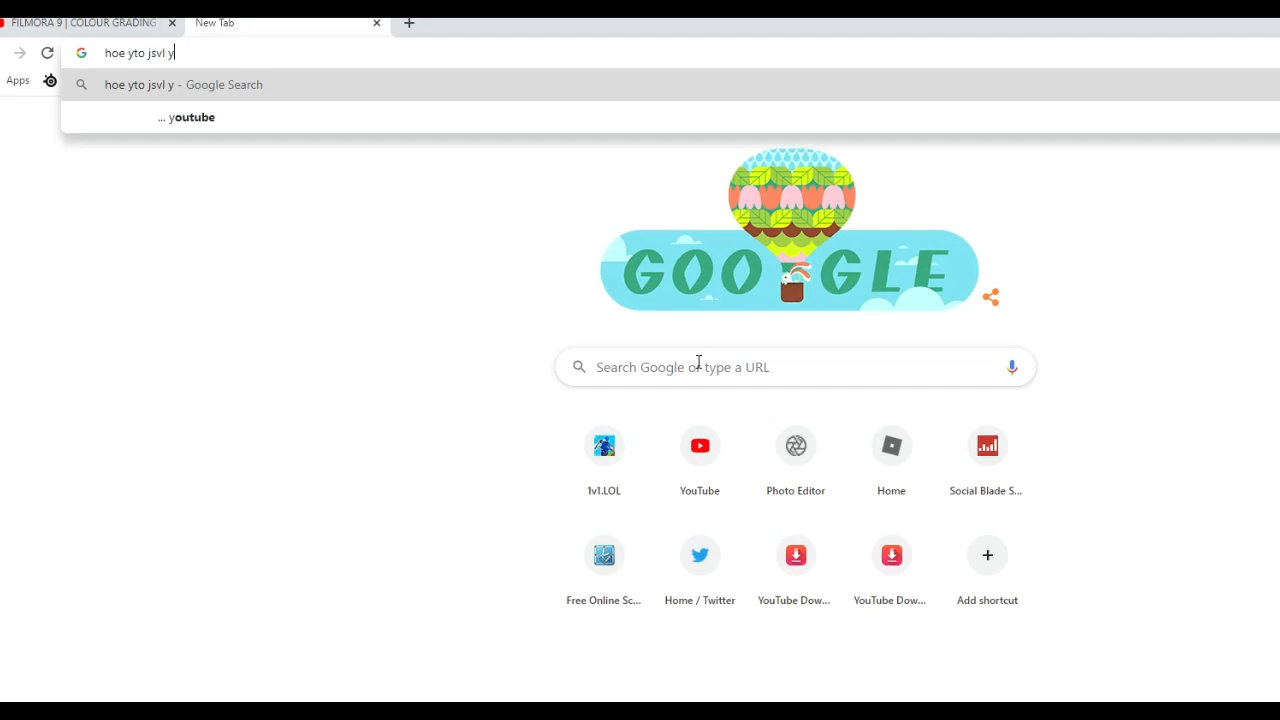 FILMORA 9 | COLOUR GRADING
New Tab
hoe yto jsvl y
Apps
hoe yto jsvl y - Google Search
... youtube
GOOGLE
Search Google or type a URL
1v1.LOL
YouTube
Photo Editor
Home
Social Blade S...
Free Online Sc...
Home / Twitter
YouTube Dow...
YouTube Dow...
Add shortcut